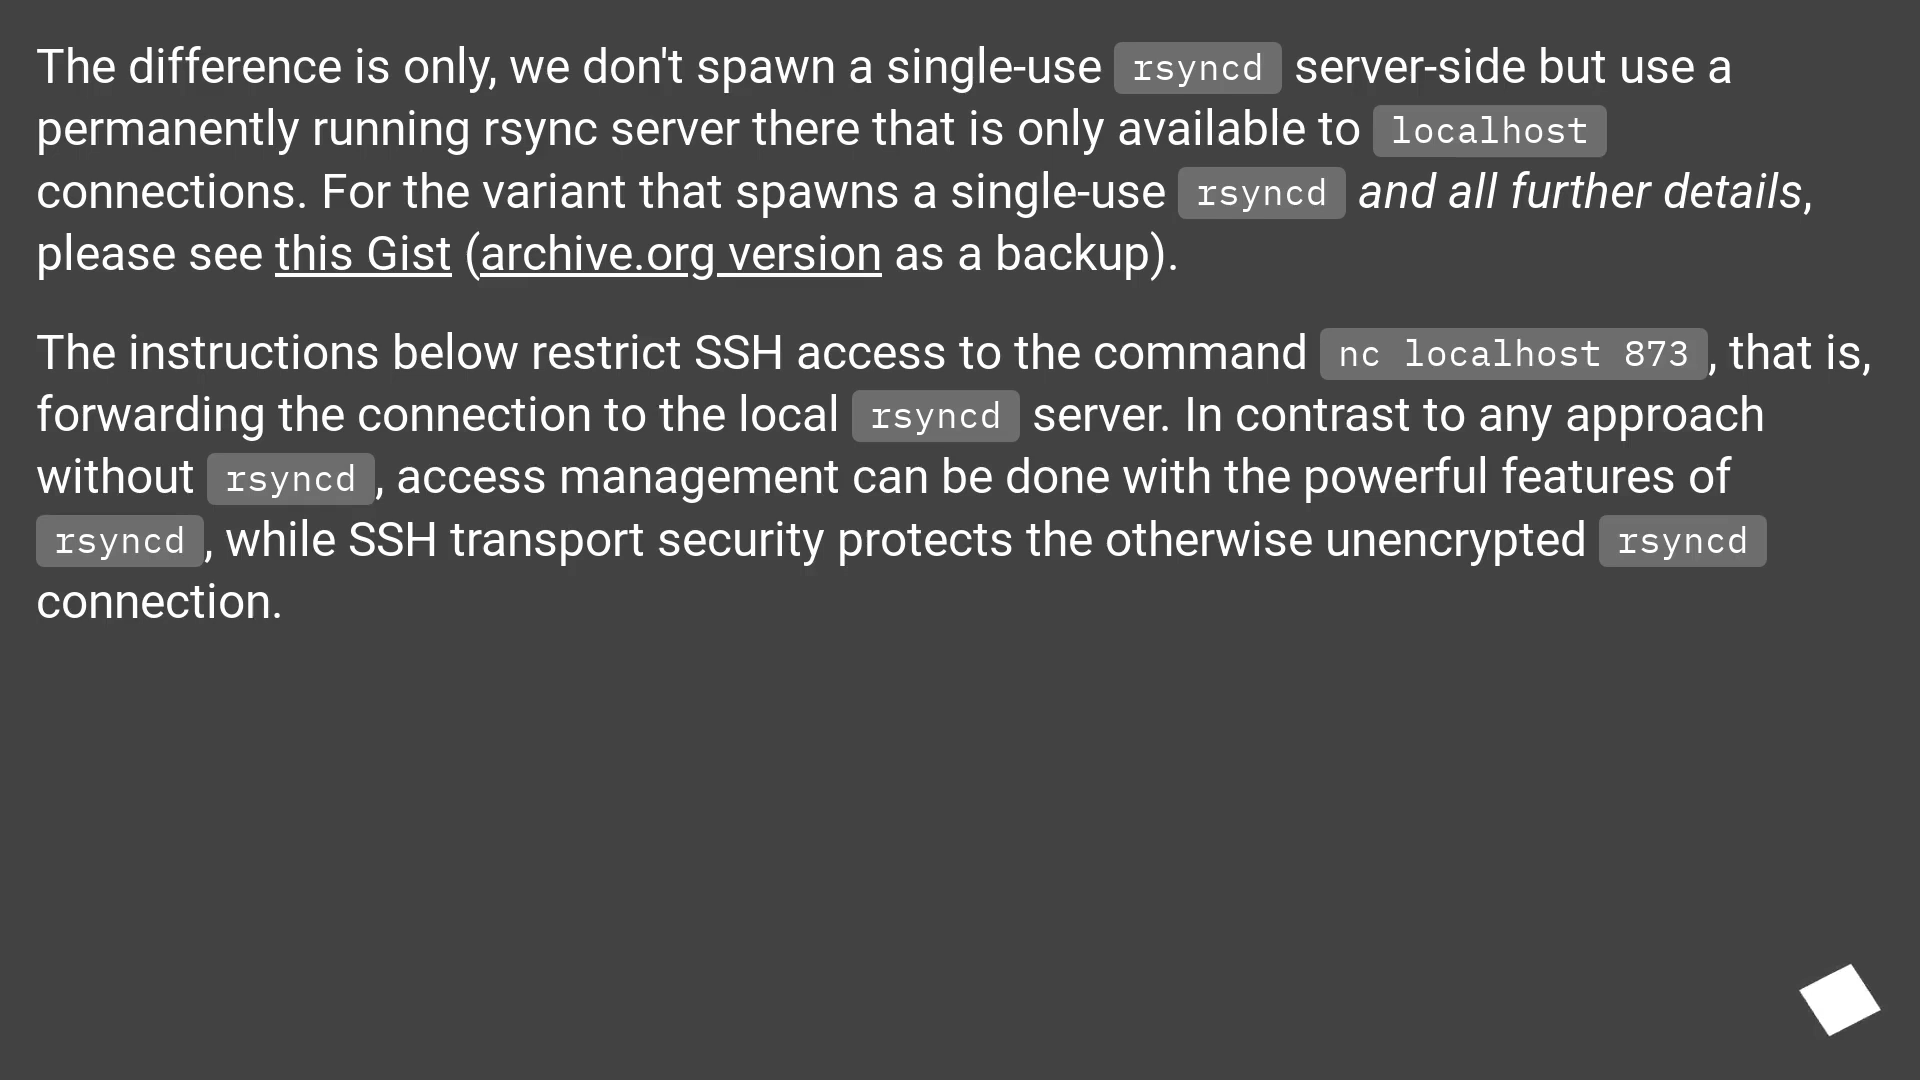 The difference is only, we don't spawn a single-use rsyncd server-side but use a
permanently running rsync server there that is only available to localhost
connections. For the variant that spawns a single-use rsyncd and all further details,
please see this Gist (archive.org version as a backup).
The instructions below restrict SSH access to the command nc localhost 873, that is,
forwarding the connection to the local rsyncd server. In contrast to any approach
without rsyncd, access management can be done with the powerful features of
rsyncd, while SSH transport security protects the otherwise unencrypted rsyncd
connection.